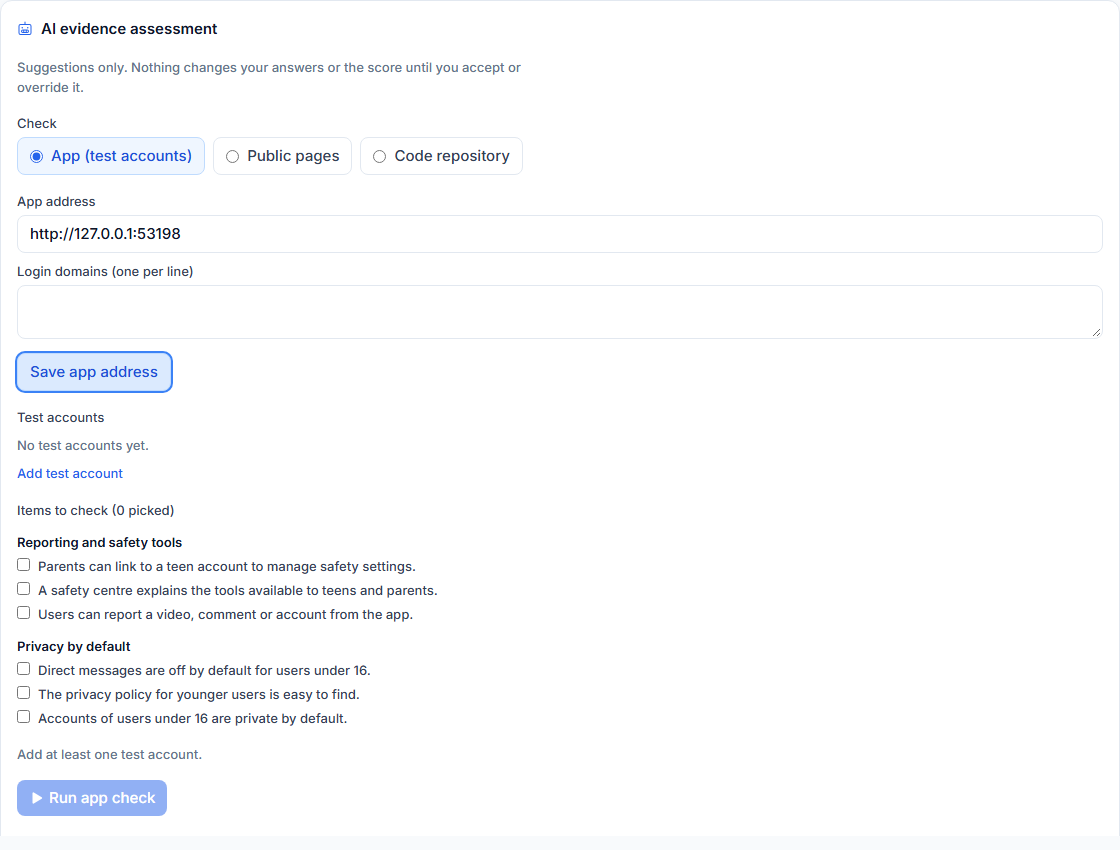 AI evidence assessment
Suggestions only. Nothing changes your answers or the score until you accept or
override it.
Check
App (test accounts)
Public pages
Code repository
App address
http://127.0.0.1:53198
Login domains (one per line)
Save app address
Test accounts
No test accounts yet.
Add test account
Items to check (0 picked)
Reporting and safety tools
Parents can link to a teen account to manage safety settings.
A safety centre explains the tools available to teens and parents.
Users can report a video, comment or account from the app.
Privacy by default
Direct messages are off by default for users under 16.
The privacy policy for younger users is easy to find.
Accounts of users under 16 are private by default.
Add at least one test account.
Run app check